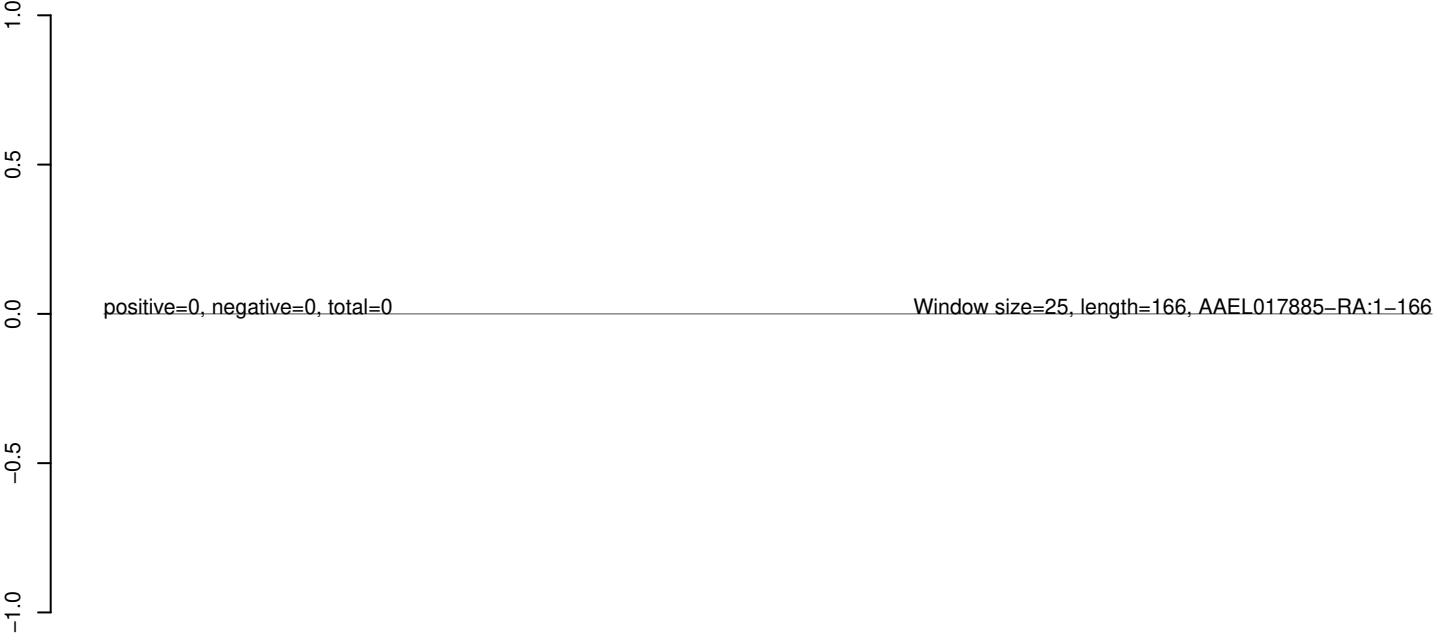 1.0
0.5
0.0
−0.5
−1.0
positive=0, negative=0, total=0
Window size=25, length=166, AAEL017885−RA:1−166